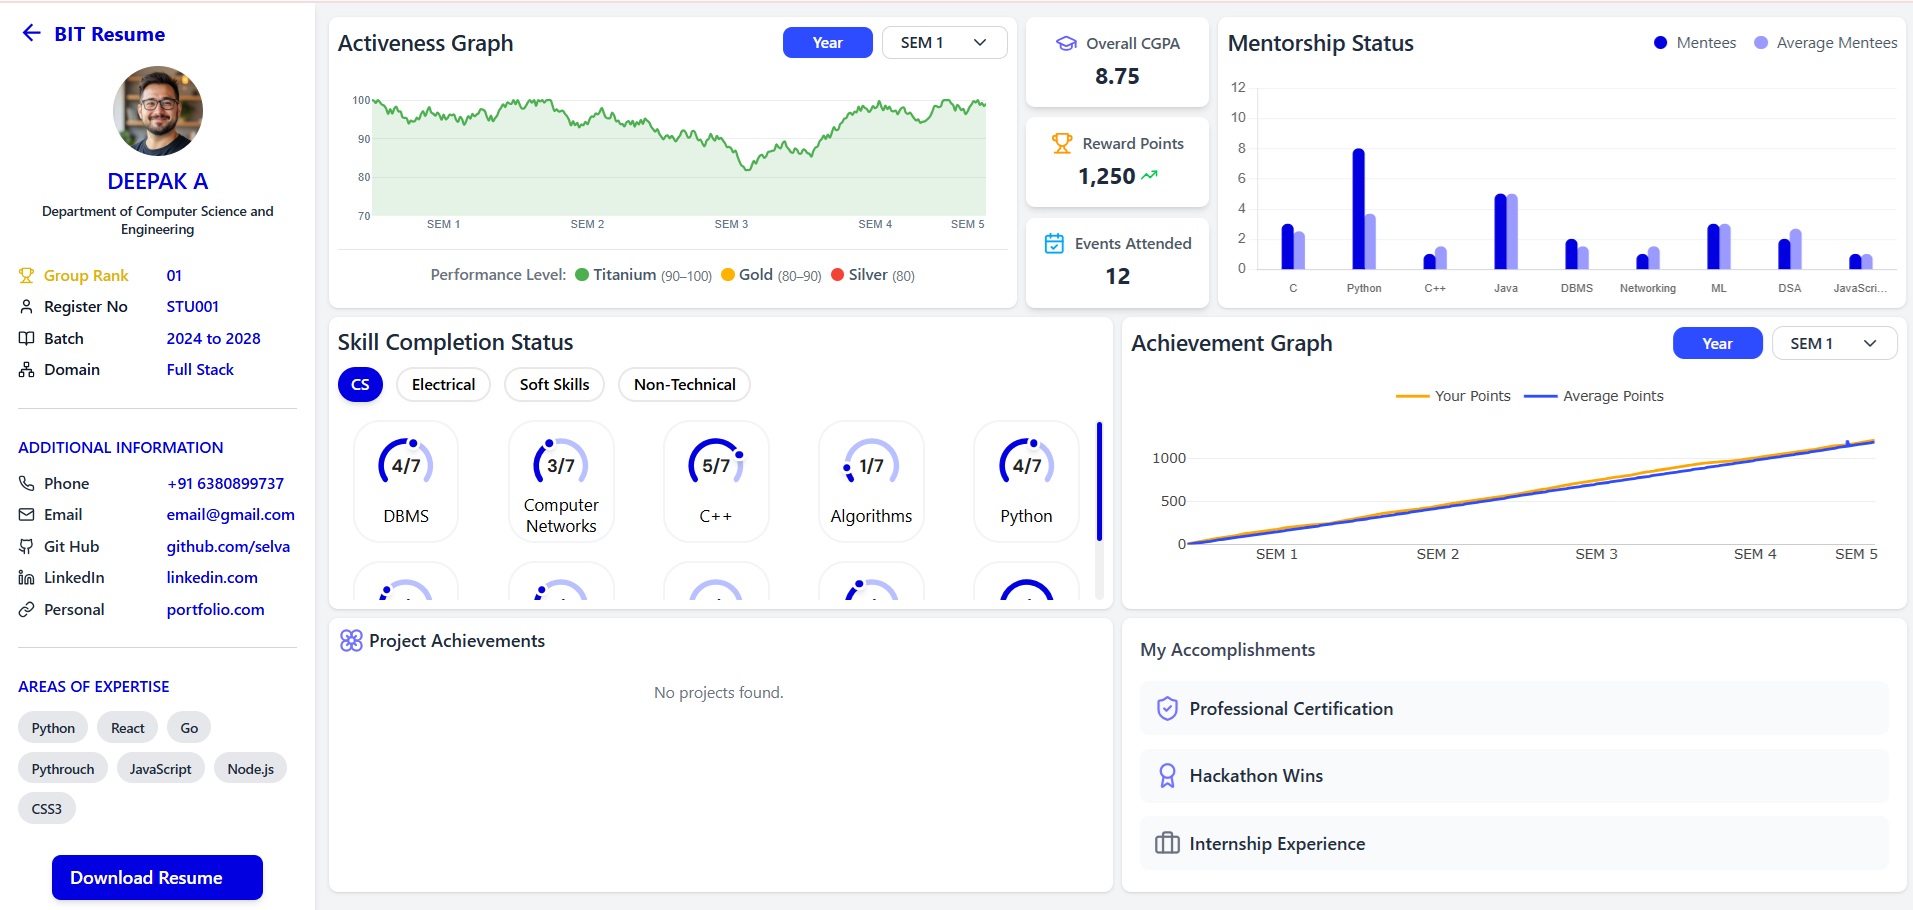 BIT Resume
DEEPAK A
Department of Computer Science and
Engineering
Group Rank 01
Register No STU001
Batch 2024 to 2028
Domain Full Stack
ADDITIONAL INFORMATION
Phone +91 6380899737
Email email@gmail.com
Git Hub github.com/selva
LinkedIn linkedin.com
Personal portfolio.com
AREAS OF EXPERTISE
Python React Go
Pythrouch JavaScript Node.js
CSS3
Download Resume
Activeness Graph
Year SEM 1
100
90
80
70
SEM 1 SEM 2 SEM 3 SEM 4 SEM 5
Performance Level: Titanium (90–100) Gold (80–90) Silver (80)
Overall CGPA
8.75
Reward Points
1,250
Events Attended
12
Mentorship Status
Mentees Average Mentees
12
10
8
6
4
2
0
C Python C++ Java DBMS Networking ML DSA JavaScri...
Skill Completion Status
CS Electrical Soft Skills Non-Technical
4/7 3/7 5/7 1/7 4/7
DBMS Computer Networks C++ Algorithms Python
Achievement Graph
Year SEM 1
Your Points Average Points
1000
500
0
SEM 1 SEM 2 SEM 3 SEM 4 SEM 5
Project Achievements
No projects found.
My Accomplishments
Professional Certification
Hackathon Wins
Internship Experience